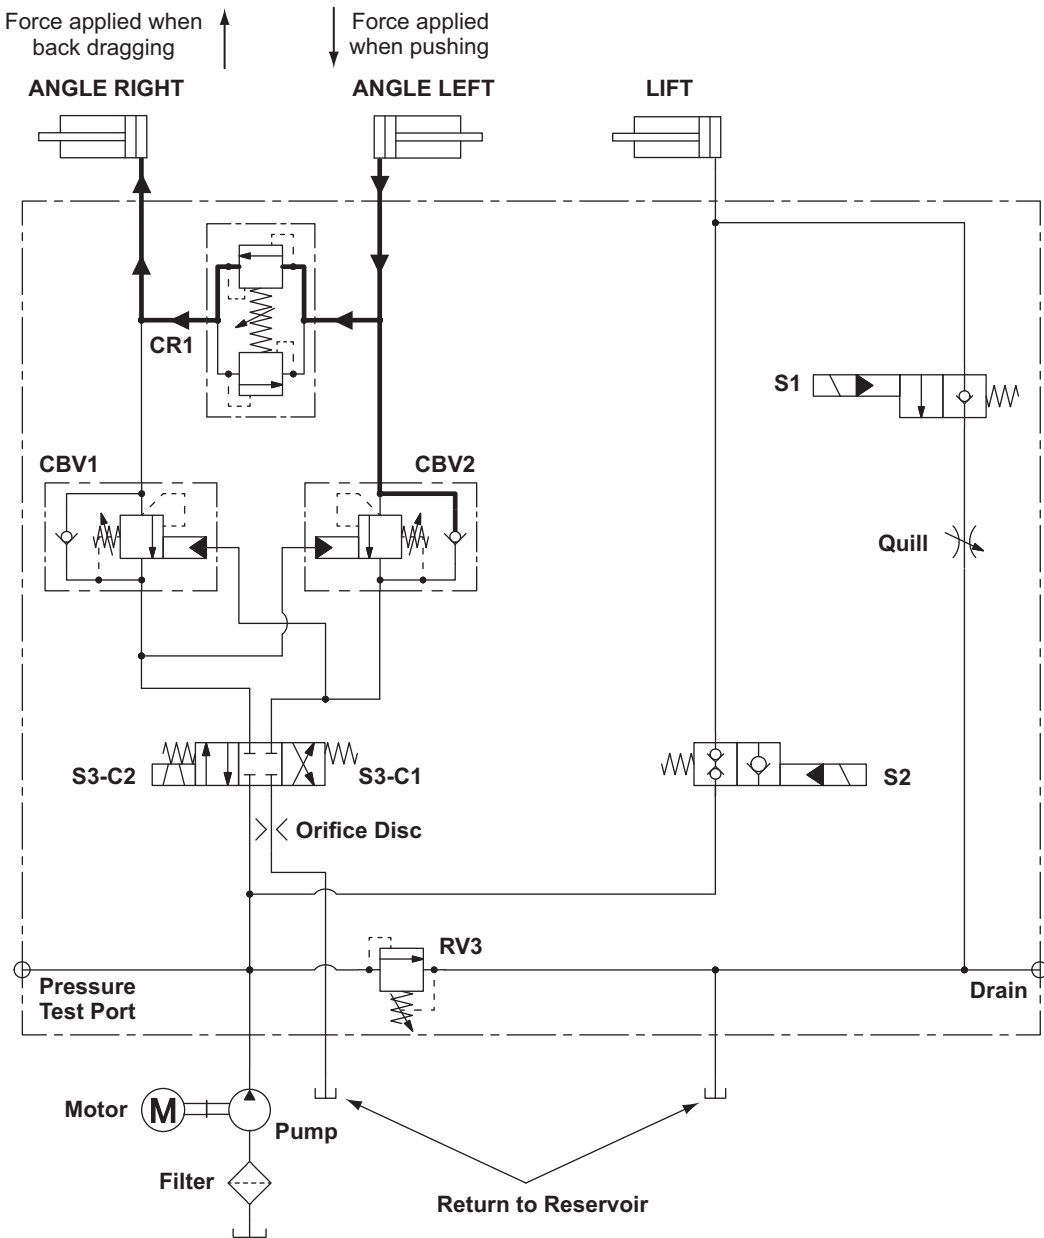 Force applied when
back dragging
Force applied
when pushing
ANGLE RIGHT
ANGLE LEFT
LIFT
CR1
S1
CBV1
CBV2
Quill
S3-C2
S3-C1
S2
Orifice Disc
RV3
Pressure
Test Port
Drain
Motor
M
Pump
Filter
Return to Reservoir